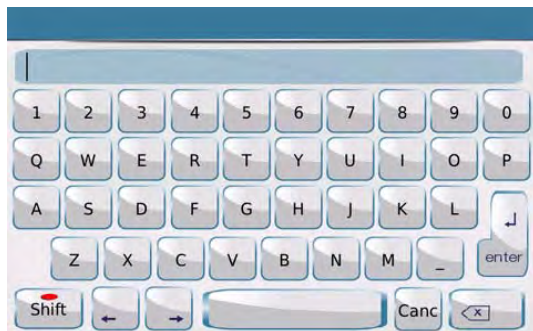 1 2 3 4 5 6 7 8 9 0
Q W E R T Y U I O P
A S D F G H J K L
enter
Z X C V B N M _
Shift Canc